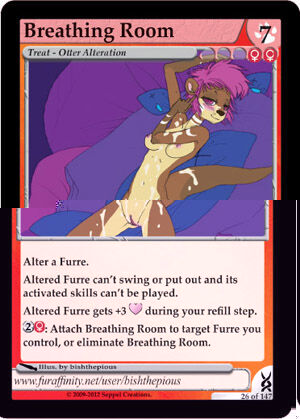 Breathing Room
7
Treat - Otter Alteration
Alter a Furre.
Altered Furre can't swing or put out and its
activated skills can't be played.
Altered Furre gets +3 during your refill step.
2♀: Attach Breathing Room to target Furre you
control, or eliminate Breathing Room.
Illus. by bishthepious
www.furaffinity.net/user/bishthepious
© 2009-2012 Seppel Creations.
26 of 147